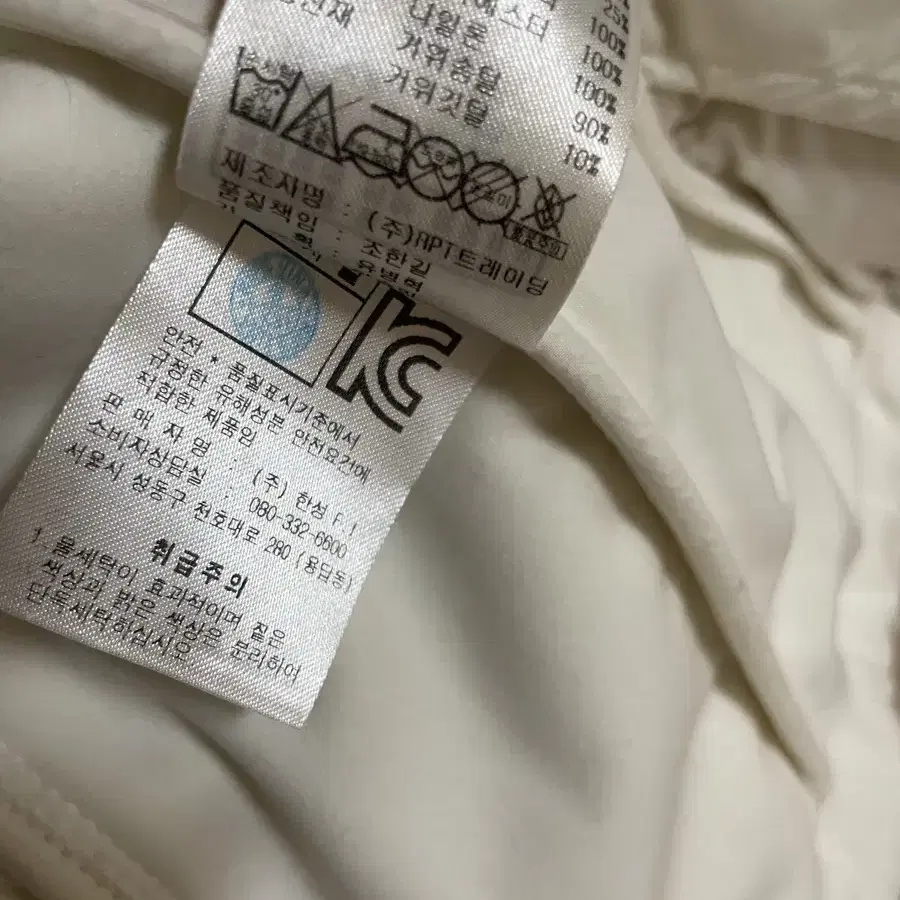 25%
100%
나일론 100%
거위솜털 100%
거위깃털 90%
10%
제조자명 : (주)APT트레이딩
품질책임 : 조한길
안전 · 품질표시기준에서
규정한 유해성분 안전요건에
적합한 제품임
판 매 자 명 : (주) 한성 F.I
소비자상담실 : 080-332-6600
서울시 성동구 천호대로 280 (용답동)
취급주의
1. 물세탁이 효과적이며 짙은
색상과 밝은 색상은 분리하여
단독세탁하십시오